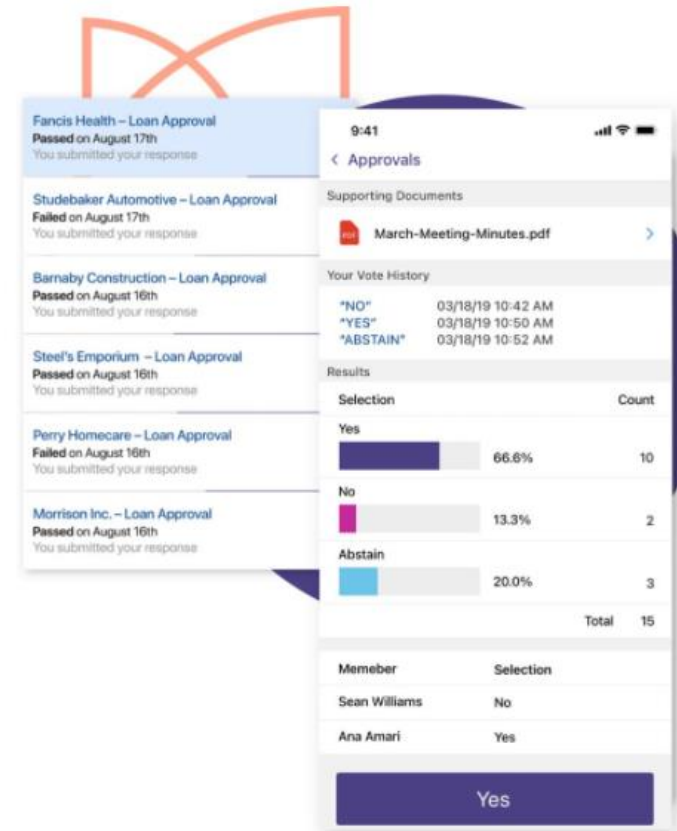 Fancis Health – Loan Approval
Passed on August 17th
You submitted your response
Studebaker Automotive – Loan Approval
Failed on August 17th
You submitted your response
Barnaby Construction – Loan Approval
Passed on August 16th
You submitted your response
Steel's Emporium – Loan Approval
Passed on August 16th
You submitted your response
Perry Homecare – Loan Approval
Failed on August 16th
You submitted your response
Morrison Inc. – Loan Approval
Passed on August 16th
You submitted your response
9:41
Approvals
Supporting Documents
PDF March-Meeting-Minutes.pdf
Your Vote History
"NO" 03/18/19 10:42 AM
"YES" 03/18/19 10:50 AM
"ABSTAIN" 03/18/19 10:52 AM
Results
Selection Count
Yes
66.6% 10
No
13.3% 2
Abstain
20.0% 3
Total 15
Memeber Selection
Sean Williams No
Ana Amari Yes
Yes